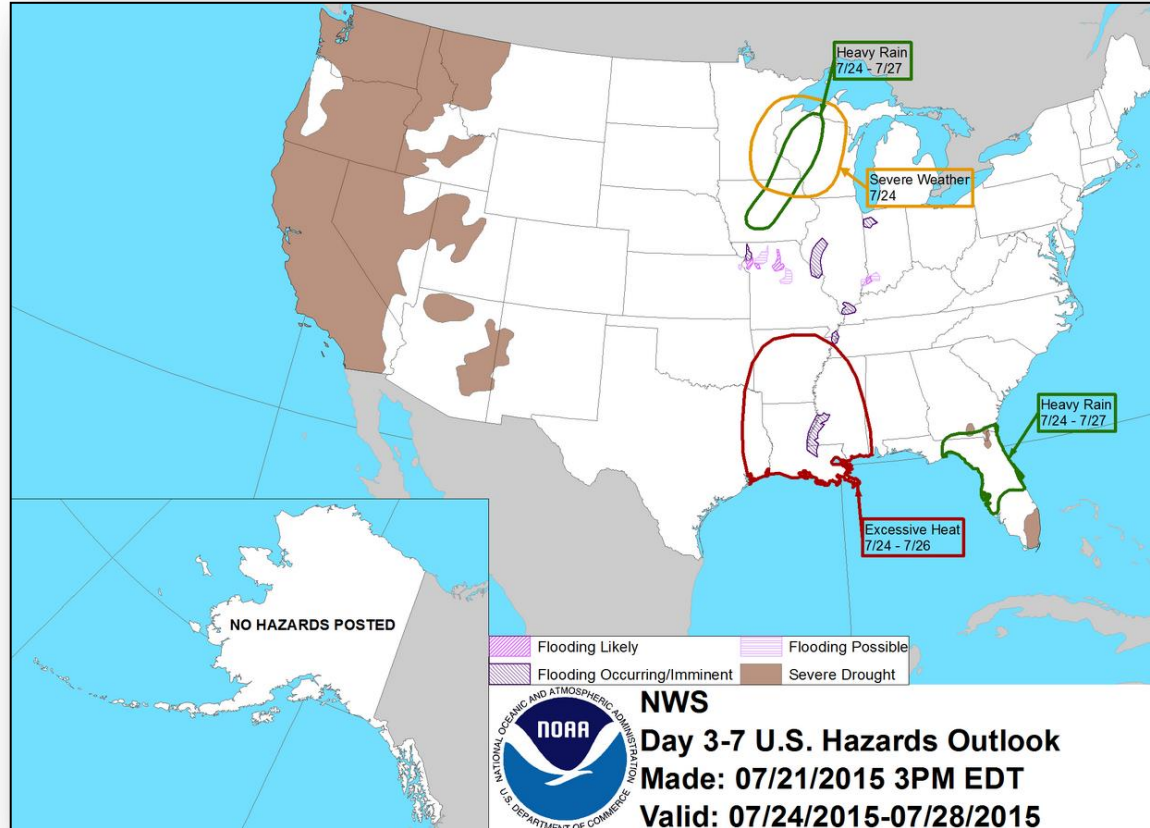 Heavy Rain
7/24 - 7/27
Severe Weather
7/24
Heavy Rain
7/24 - 7/27
Excessive Heat
7/24 - 7/26
NO HAZARDS POSTED
Flooding Likely
Flooding Possible
Flooding Occurring/Imminent
Severe Drought
NATIONAL OCEANIC AND ATMOSPHERIC ADMINISTRATION
NOAA
U.S. DEPARTMENT OF COMMERCE
NWS
Day 3-7 U.S. Hazards Outlook
Made: 07/21/2015 3PM EDT
Valid: 07/24/2015-07/28/2015